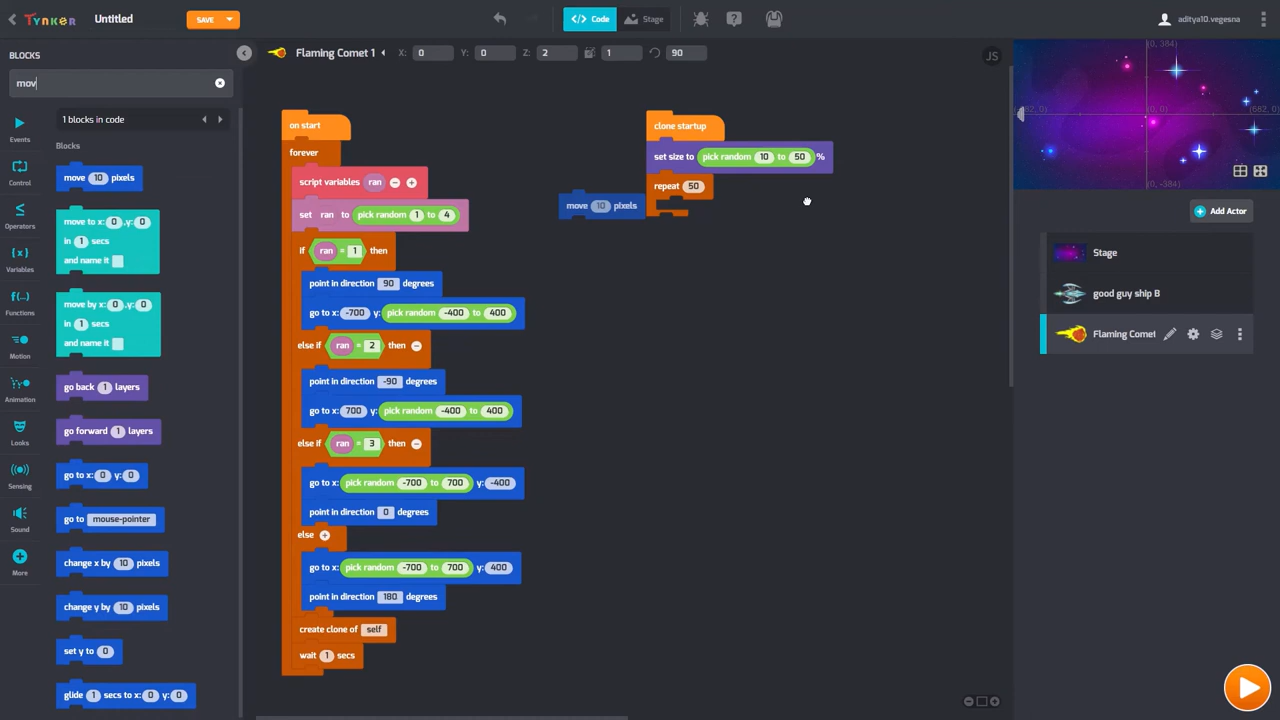 TYNKER
Untitled
SAVE
Code
Stage
aditya10.vegesna
BLOCKS
mov
1 blocks in code
Events
Control
Operators
Variables
Functions
Motion
Animation
Looks
Sensing
Sound
More
Blocks
move 10 pixels
move to x: 0 ,y: 0
in 1 secs
and name it
move by x: 0 ,y: 0
in 1 secs
and name it
go back 1 layers
go forward 1 layers
go to x: 0 y: 0
go to mouse-pointer
change x by 10 pixels
change y by 10 pixels
set y to 0
glide 1 secs to x: 0 y: 0
Flaming Comet 1
X: 0
Y: 0
Z: 2
1
90
JS
on start
forever
script variables ran
set ran to pick random 1 to 4
If ran = 1 then
point in direction 90 degrees
go to x: -700 y: pick random -400 to 400
else if ran = 2 then
point in direction -90 degrees
go to x: 700 y: pick random -400 to 400
else if ran = 3 then
go to x: pick random -700 to 700 y: -400
point in direction 0 degrees
else
go to x: pick random -700 to 700 y: 400
point in direction 180 degrees
create clone of self
wait 1 secs
clone startup
set size to pick random 10 to 50 %
repeat 50
move 10 pixels
(0, 384)
(0,0)
(0, -384)
Add Actor
Stage
good guy ship B
Flaming Comet